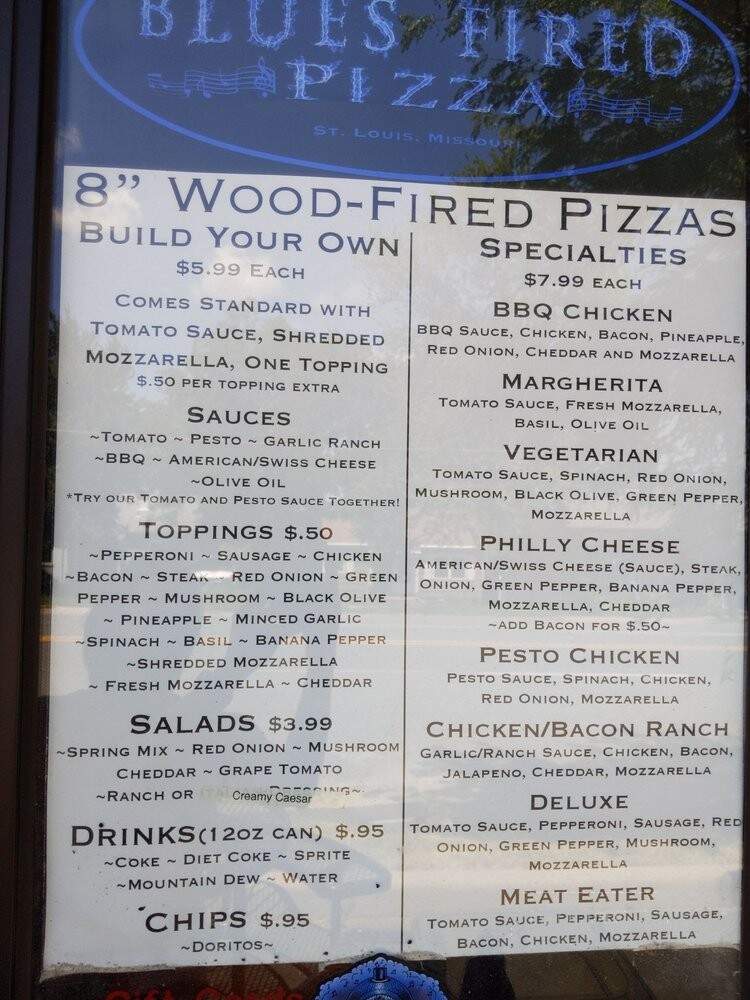 BLUES FIRED
PIZZA
ST. LOUIS, MISSOURI
8” WOOD-FIRED PIZZAS
BUILD YOUR OWN
$5.99 EACH
COMES STANDARD WITH
TOMATO SAUCE, SHREDDED
MOZZARELLA, ONE TOPPING
$.50 PER TOPPING EXTRA
SAUCES
~TOMATO ~ PESTO ~ GARLIC RANCH
~BBQ ~ AMERICAN/SWISS CHEESE
~OLIVE OIL
*TRY OUR TOMATO AND PESTO SAUCE TOGETHER!
TOPPINGS $.50
~PEPPERONI ~ SAUSAGE ~ CHICKEN
~BACON ~ STEAK ~ RED ONION ~ GREEN
PEPPER ~ MUSHROOM ~ BLACK OLIVE
~ PINEAPPLE ~ MINCED GARLIC
~SPINACH ~ BASIL ~ BANANA PEPPER
~SHREDDED MOZZARELLA
~ FRESH MOZZARELLA ~ CHEDDAR
SALADS $3.99
~SPRING MIX ~ RED ONION ~ MUSHROOM
CHEDDAR ~ GRAPE TOMATO
~RANCH OR Creamy Caesar DRESSING~
DRINKS(12OZ CAN) $.95
~COKE ~ DIET COKE ~ SPRITE
~MOUNTAIN DEW ~ WATER
CHIPS $.95
~DORITOS~
SPECIALTIES
$7.99 EACH
BBQ CHICKEN
BBQ SAUCE, CHICKEN, BACON, PINEAPPLE,
RED ONION, CHEDDAR AND MOZZARELLA
MARGHERITA
TOMATO SAUCE, FRESH MOZZARELLA,
BASIL, OLIVE OIL
VEGETARIAN
TOMATO SAUCE, SPINACH, RED ONION,
MUSHROOM, BLACK OLIVE, GREEN PEPPER,
MOZZARELLA
PHILLY CHEESE
AMERICAN/SWISS CHEESE (SAUCE), STEAK,
ONION, GREEN PEPPER, BANANA PEPPER,
MOZZARELLA, CHEDDAR
~ADD BACON FOR $.50~
PESTO CHICKEN
PESTO SAUCE, SPINACH, CHICKEN,
RED ONION, MOZZARELLA
CHICKEN/BACON RANCH
GARLIC/RANCH SAUCE, CHICKEN, BACON,
JALAPENO, CHEDDAR, MOZZARELLA
DELUXE
TOMATO SAUCE, PEPPERONI, SAUSAGE, RED
ONION, GREEN PEPPER, MUSHROOM,
MOZZARELLA
MEAT EATER
TOMATO SAUCE, PEPPERONI, SAUSAGE,
BACON, CHICKEN, MOZZARELLA